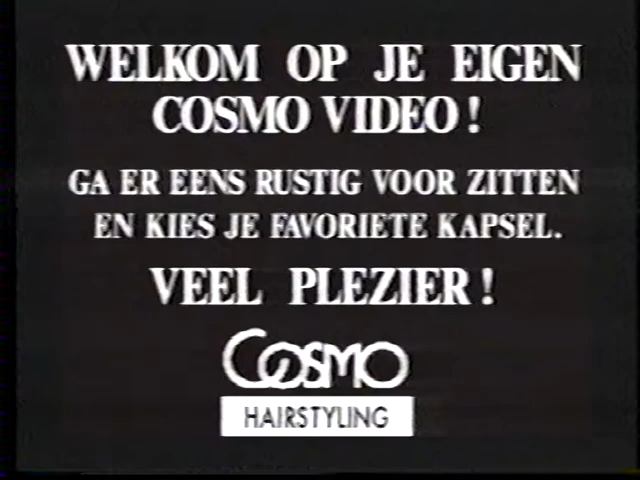 WELKOM OP JE EIGEN
COSMO VIDEO!
GA ER EENS RUSTIG VOOR ZITTEN
EN KIES JE FAVORIETE KAPSEL.
VEEL PLEZIER!
COSMO
HAIRSTYLING